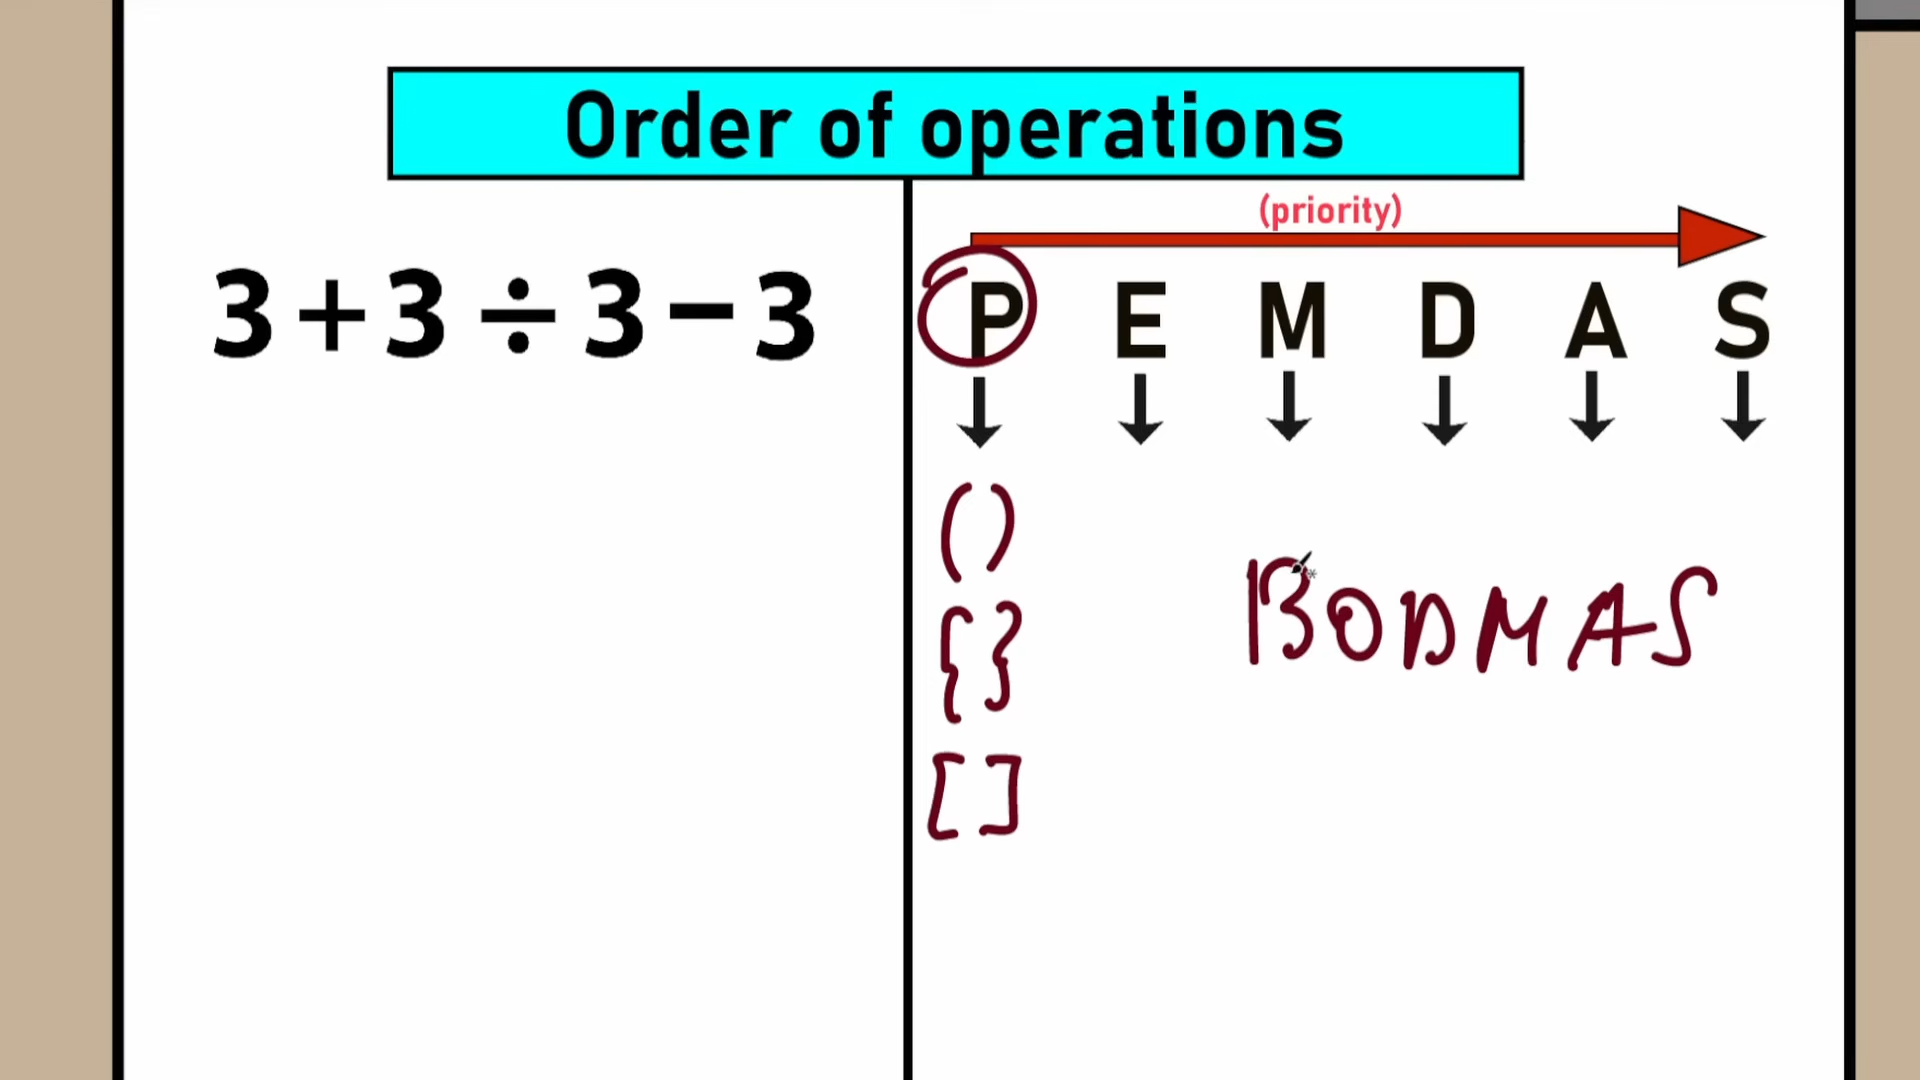 Order of operations
(priority)
3+3÷3-3
P E M D A S
()
{}
[]
BODMAS